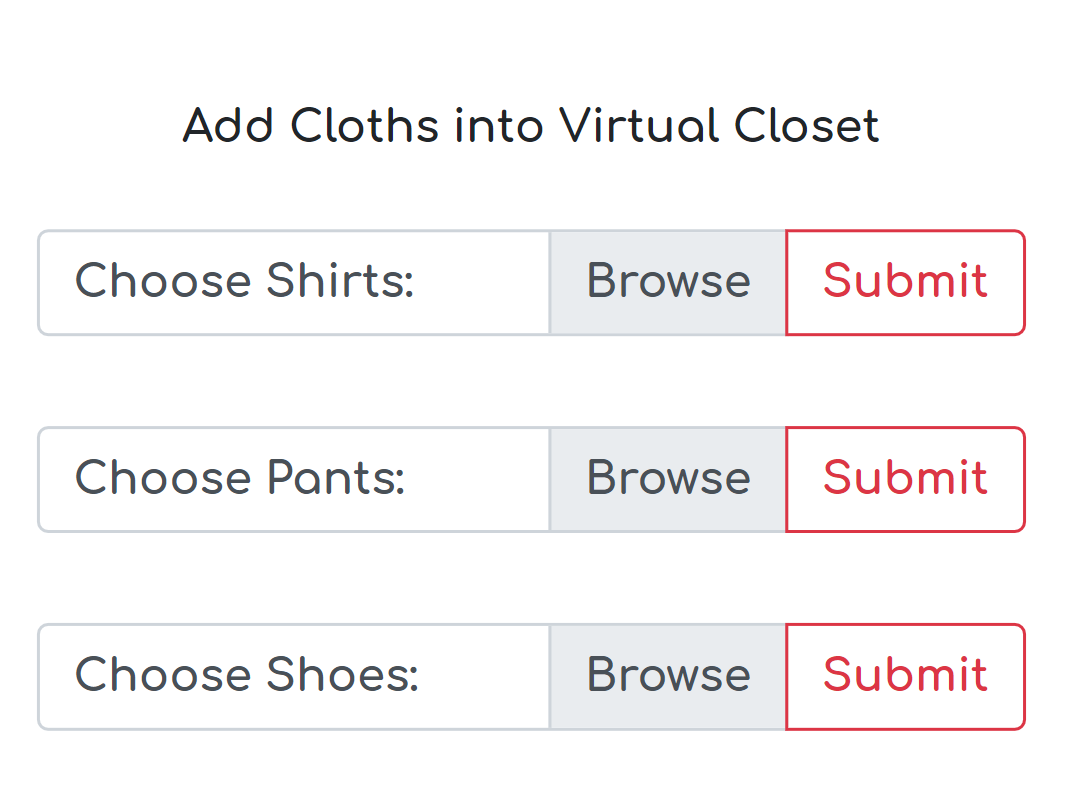 Add Cloths into Virtual Closet
Choose Shirts: Browse Submit
Choose Pants: Browse Submit
Choose Shoes: Browse Submit